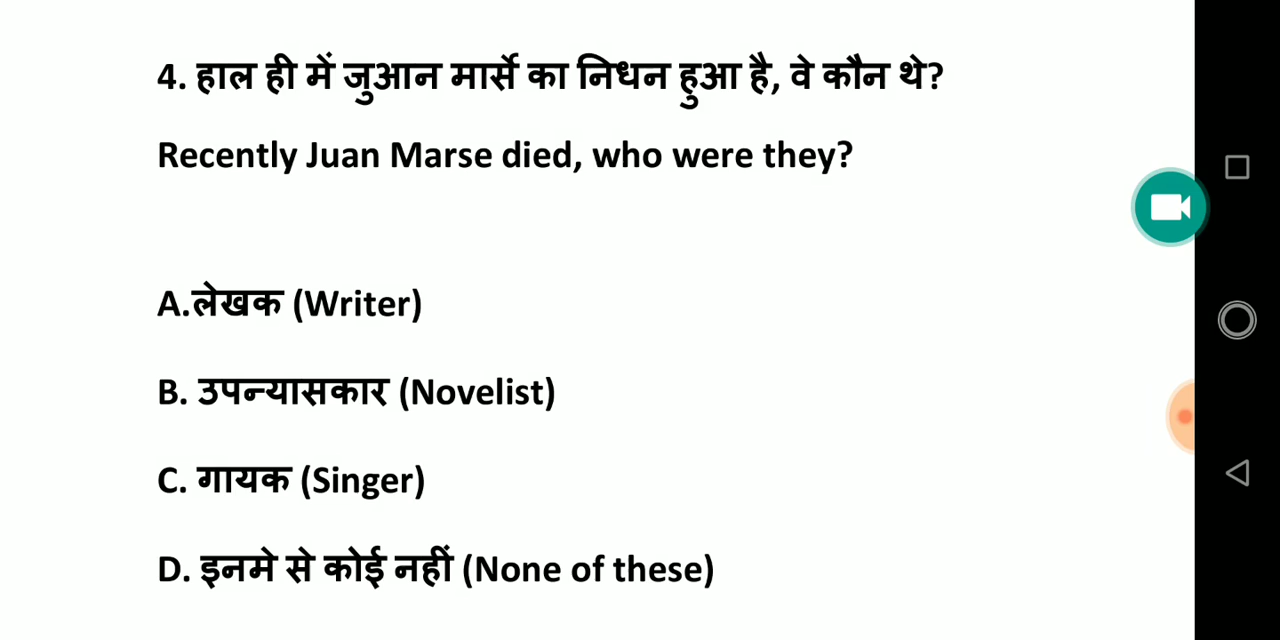 4. हाल ही में जुआन मार्से का निधन हुआ है, वे कौन थे?
Recently Juan Marse died, who were they?
A.लेखक (Writer)
B. उपन्यासकार (Novelist)
C. गायक (Singer)
D. इनमे से कोई नहीं (None of these)